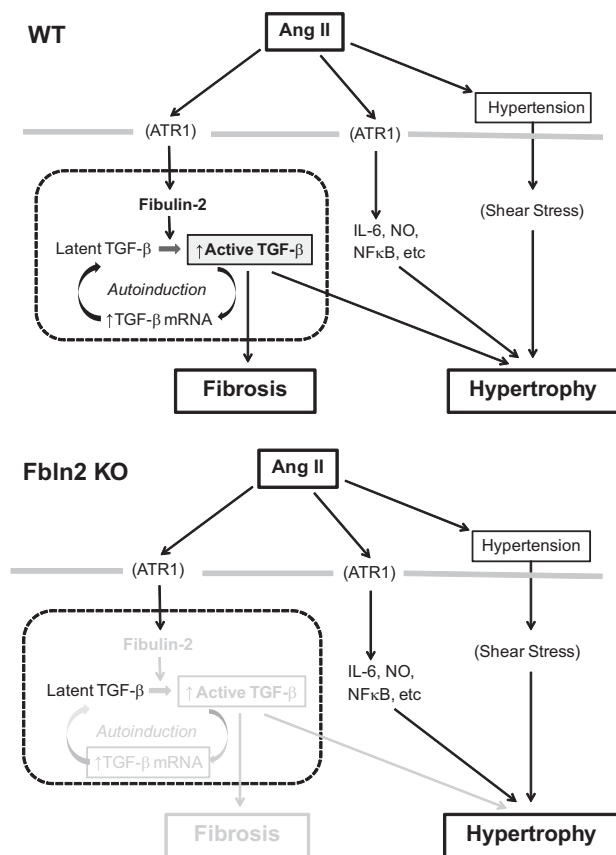 WT
Ang II
Hypertension
(ATR1)
(ATR1)
Fibulin-2
(Shear Stress)
IL-6, NO,
NFκB, etc
Latent TGF-β
↑Active TGF-β
Autoinduction
↑TGF-β mRNA
Fibrosis
Hypertrophy
Fbln2 KO
Ang II
Hypertension
(ATR1)
(ATR1)
Fibulin-2
(Shear Stress)
IL-6, NO,
NFκB, etc
Latent TGF-β
↑Active TGF-β
Autoinduction
↑TGF-β mRNA
Fibrosis
Hypertrophy